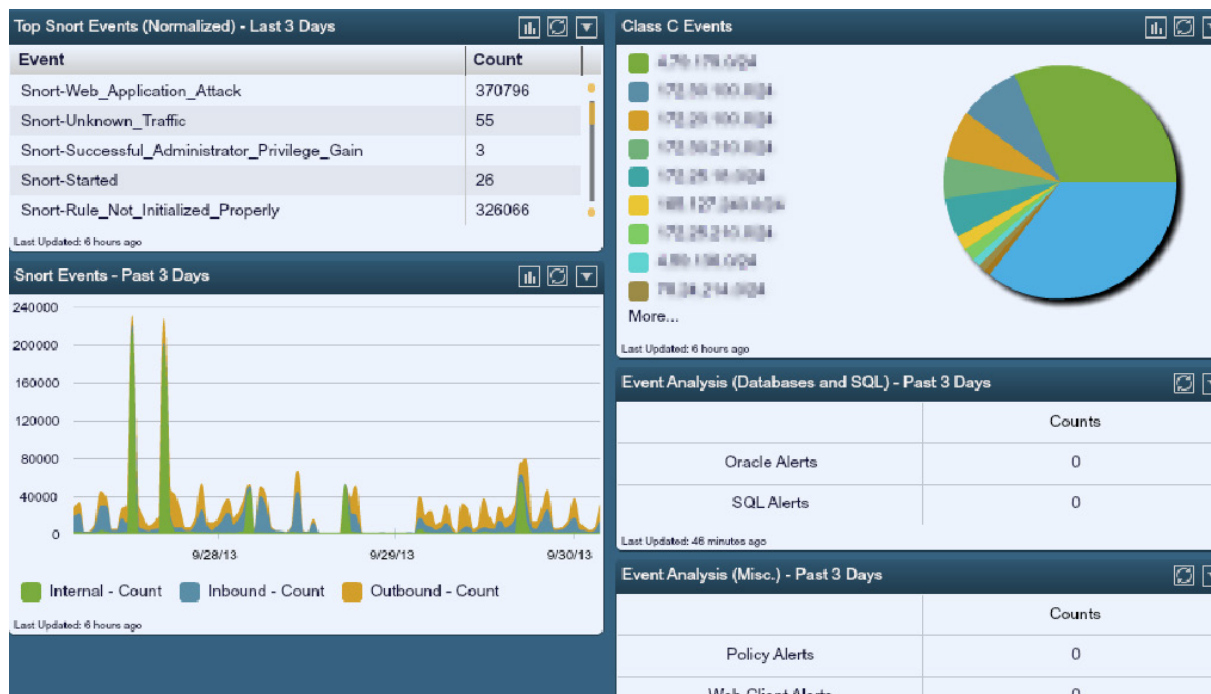 Top Snort Events (Normalized) - Last 3 Days
Event Count
Snort-Web_Application_Attack 370796
Snort-Unknown_Traffic 55
Snort-Successful_Administrator_Privilege_Gain 3
Snort-Started 26
Snort-Rule_Not_Initialized_Properly 326066
Last Updated: 6 hours ago
Snort Events - Past 3 Days
240000
200000
160000
120000
80000
40000
0
9/28/13 9/29/13 9/30/13
Internal - Count Inbound - Count Outbound - Count
Last Updated: 6 hours ago
Class C Events
More...
Last Updated: 6 hours ago
Event Analysis (Databases and SQL) - Past 3 Days
Counts
Oracle Alerts 0
SQL Alerts 0
Last Updated: 46 minutes ago
Event Analysis (Misc.) - Past 3 Days
Counts
Policy Alerts 0
Web Client Alerts 0